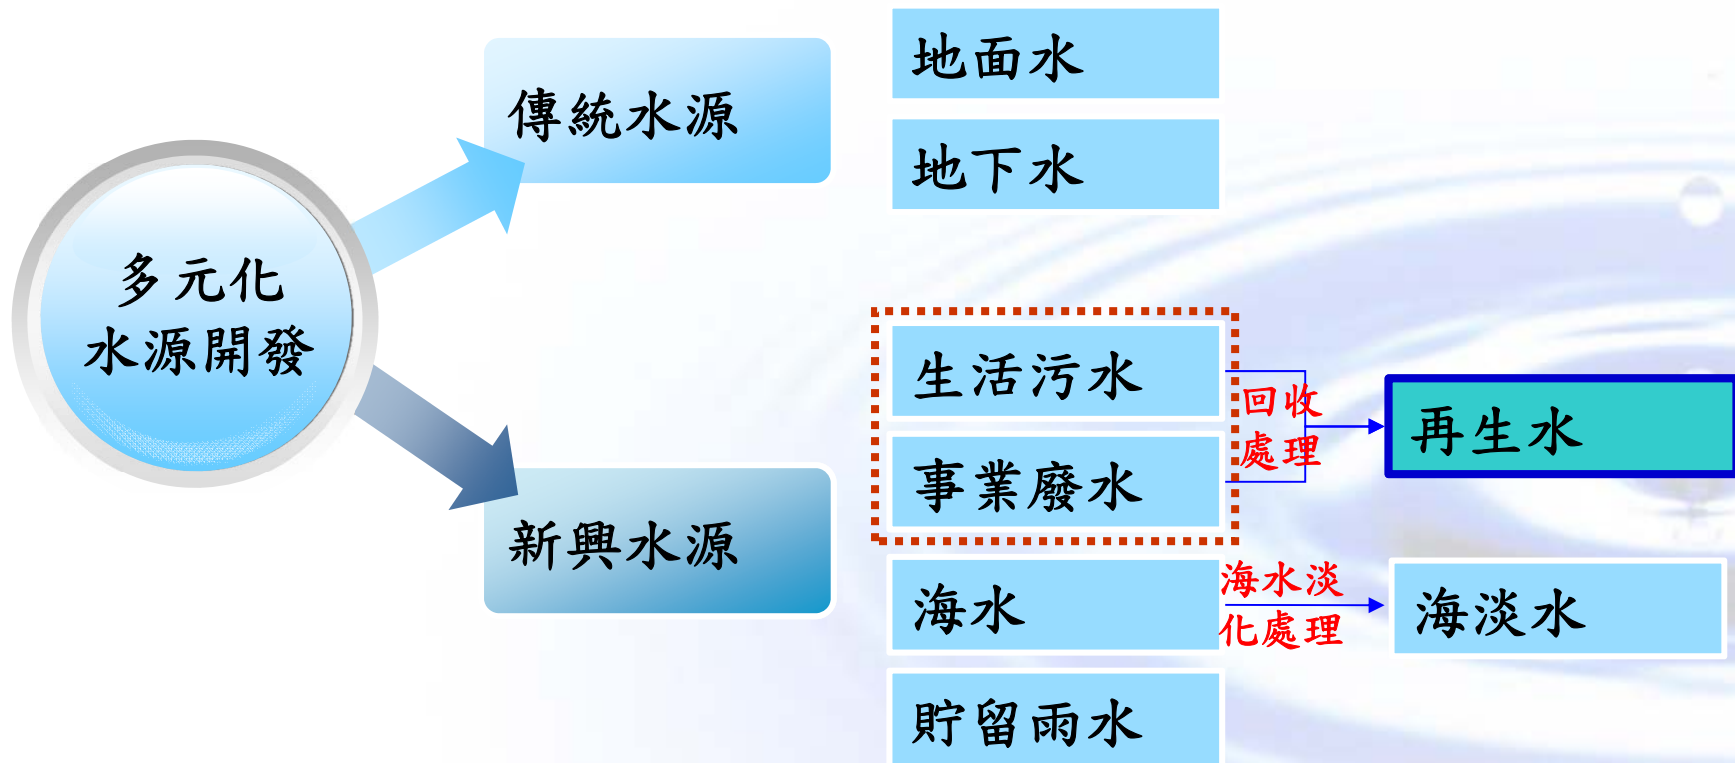 多元化
水源開發
傳統水源
地面水
地下水
新興水源
生活污水
事業廢水
回收
處理
再生水
海水
海水淡
化處理
海淡水
貯留雨水